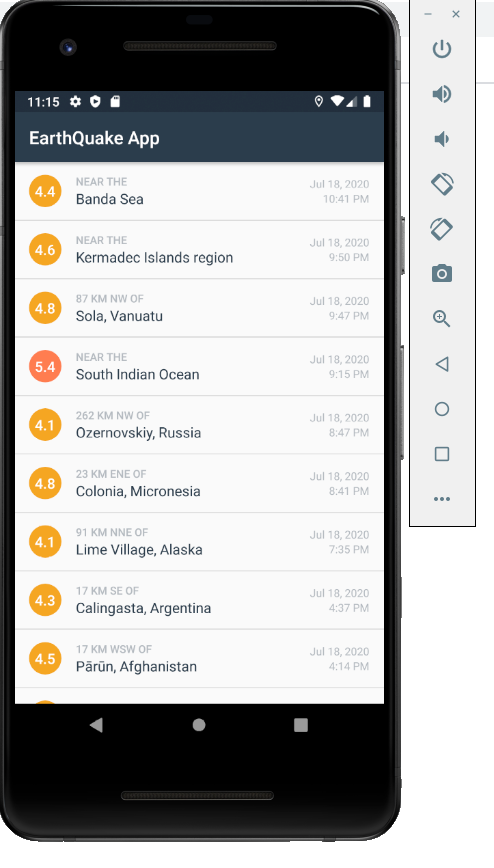 11:15
EarthQuake App
4.4
NEAR THE
Banda Sea
Jul 18, 2020
10:41 PM
4.6
NEAR THE
Kermadec Islands region
Jul 18, 2020
9:50 PM
4.8
87 KM NW OF
Sola, Vanuatu
Jul 18, 2020
9:47 PM
5.4
NEAR THE
South Indian Ocean
Jul 18, 2020
9:15 PM
4.1
262 KM NW OF
Ozernovskiy, Russia
Jul 18, 2020
8:47 PM
4.8
23 KM ENE OF
Colonia, Micronesia
Jul 18, 2020
8:41 PM
4.1
91 KM NNE OF
Lime Village, Alaska
Jul 18, 2020
7:35 PM
4.3
17 KM SE OF
Calingasta, Argentina
Jul 18, 2020
4:37 PM
4.5
17 KM WSW OF
Pārūn, Afghanistan
Jul 18, 2020
4:14 PM